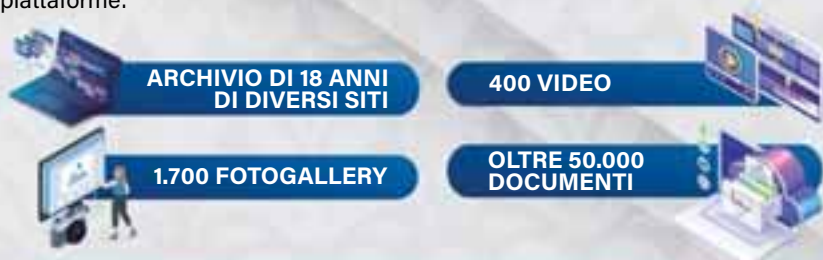 piattaforme.
ARCHIVIO DI 18 ANNI
DI DIVERSI SITI
400 VIDEO
1.700 FOTOGALLERY
OLTRE 50.000
DOCUMENTI